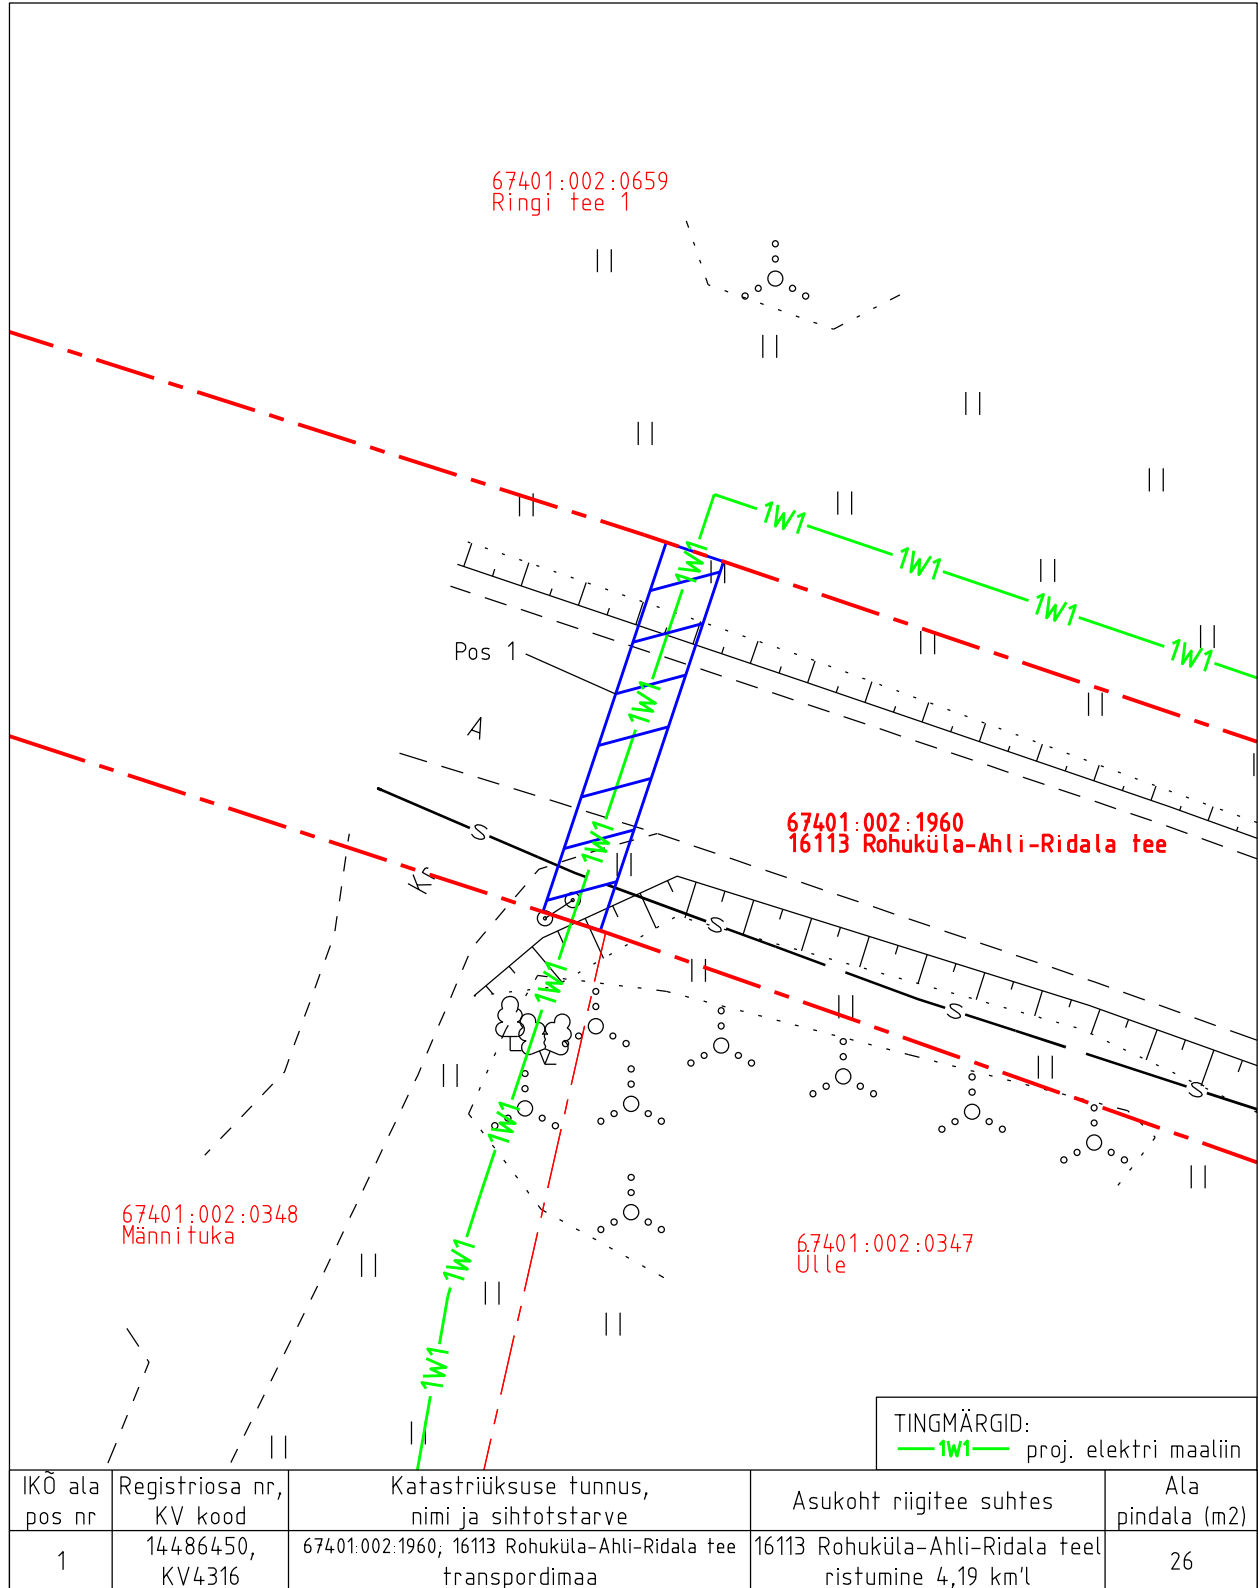 67401:002:0659
Ringi tee 1
1W1
1W1
1W1
1W1
1W1
Pos 1
1W1
A
67401:002:1960
16113 Rohuküla-Ahli-Ridala tee
S
1W1
Kr
S
1W1
S
S
1W1
67401:002:0348
Männituka
67401:002:0347
Ülle
1W1
1W1
TINGMÄRGID:
1W1 proj. elektri maaliin
IKÕ ala pos nr
Registriosa nr, KV kood
Katastriüksuse tunnus, nimi ja sihtotstarve
Asukoht riigitee suhtes
Ala pindala (m2)
1
14486450, KV4316
67401:002:1960; 16113 Rohuküla-Ahli-Ridala tee transpordimaa
16113 Rohuküla-Ahli-Ridala teel ristumine 4,19 km'l
26